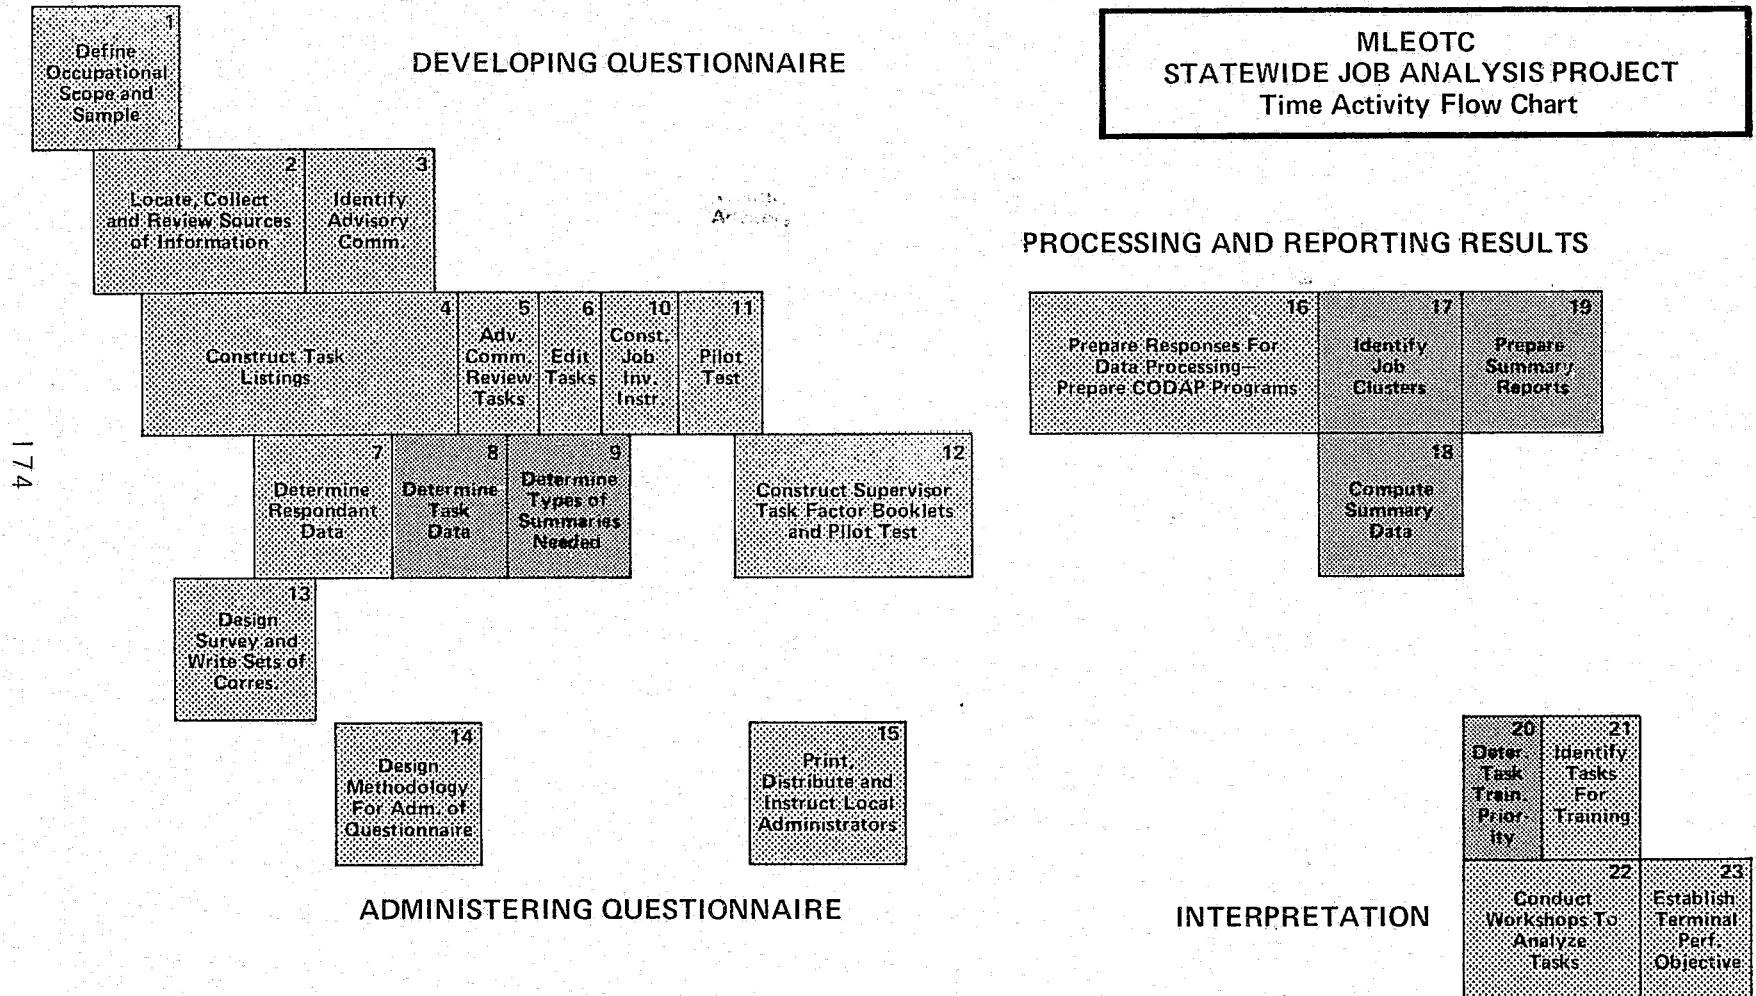 MLEOTC
STATEWIDE JOB ANALYSIS PROJECT
Time Activity Flow Chart
DEVELOPING QUESTIONNAIRE
1
Define
Occupational
Scope and
Sample
2
Locate, Collect
and Review Sources
of Information
3
Identify
Advisory
Comm.
4
Construct Task
Listings
5
Adv.
Comm.
Review
Tasks
6
Edit
Tasks
10
Const.
Job
Inv.
Instr.
11
Pilot
Test
7
Determine
Respondant
Data
8
Determine
Task
Data
9
Determine
Types of
Summaries
Needed
12
Construct Supervisor
Task Factor Booklets
and Pilot Test
13
Design
Survey and
Write Sets of
Corres.
14
Design
Methodology
For Adm. of
Questionnaire
15
Print,
Distribute and
Instruct Local
Administrators
ADMINISTERING QUESTIONNAIRE
PROCESSING AND REPORTING RESULTS
16
Prepare Responses For
Data Processing—
Prepare CODAP Programs
17
Identify
Job
Clusters
19
Prepare
Summary
Reports
18
Compute
Summary
Data
20
Deter.
Task
Train.
Prior-
ity
21
Identify
Tasks
For
Training
INTERPRETATION
22
Conduct
Workshops To
Analyze
Tasks
23
Establish
Terminal
Perf.
Objective
174